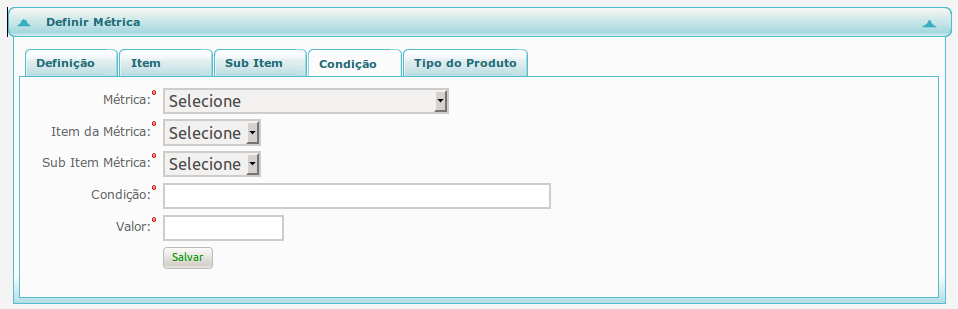 Definir Métrica
Definição Item Sub Item Condição Tipo do Produto
Métrica: Selecione
Item da Métrica: Selecione
Sub Item Métrica: Selecione
Condição:
Valor:
Salvar